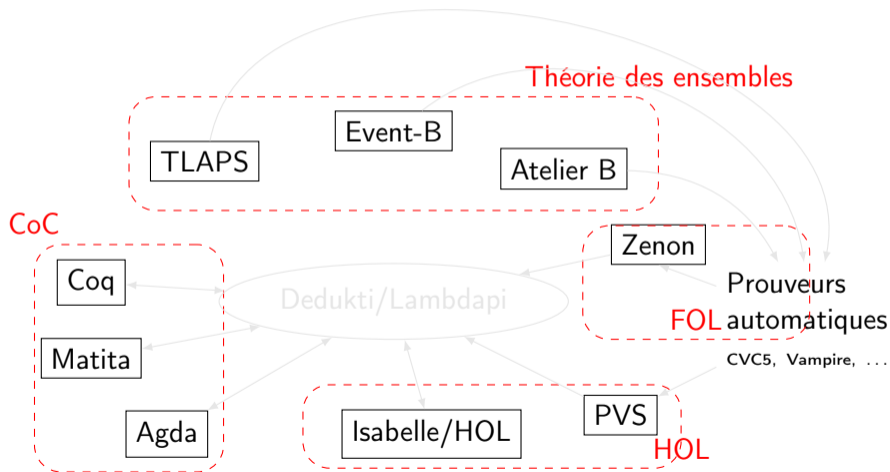 Théorie des ensembles
Event-B
TLAPS
Atelier B
CoC
Zenon
Coq
Dedukti/Lambdapi
Prouveurs
FOL automatiques
Matita
CVC5, Vampire, ...
Agda
Isabelle/HOL
PVS
HOL